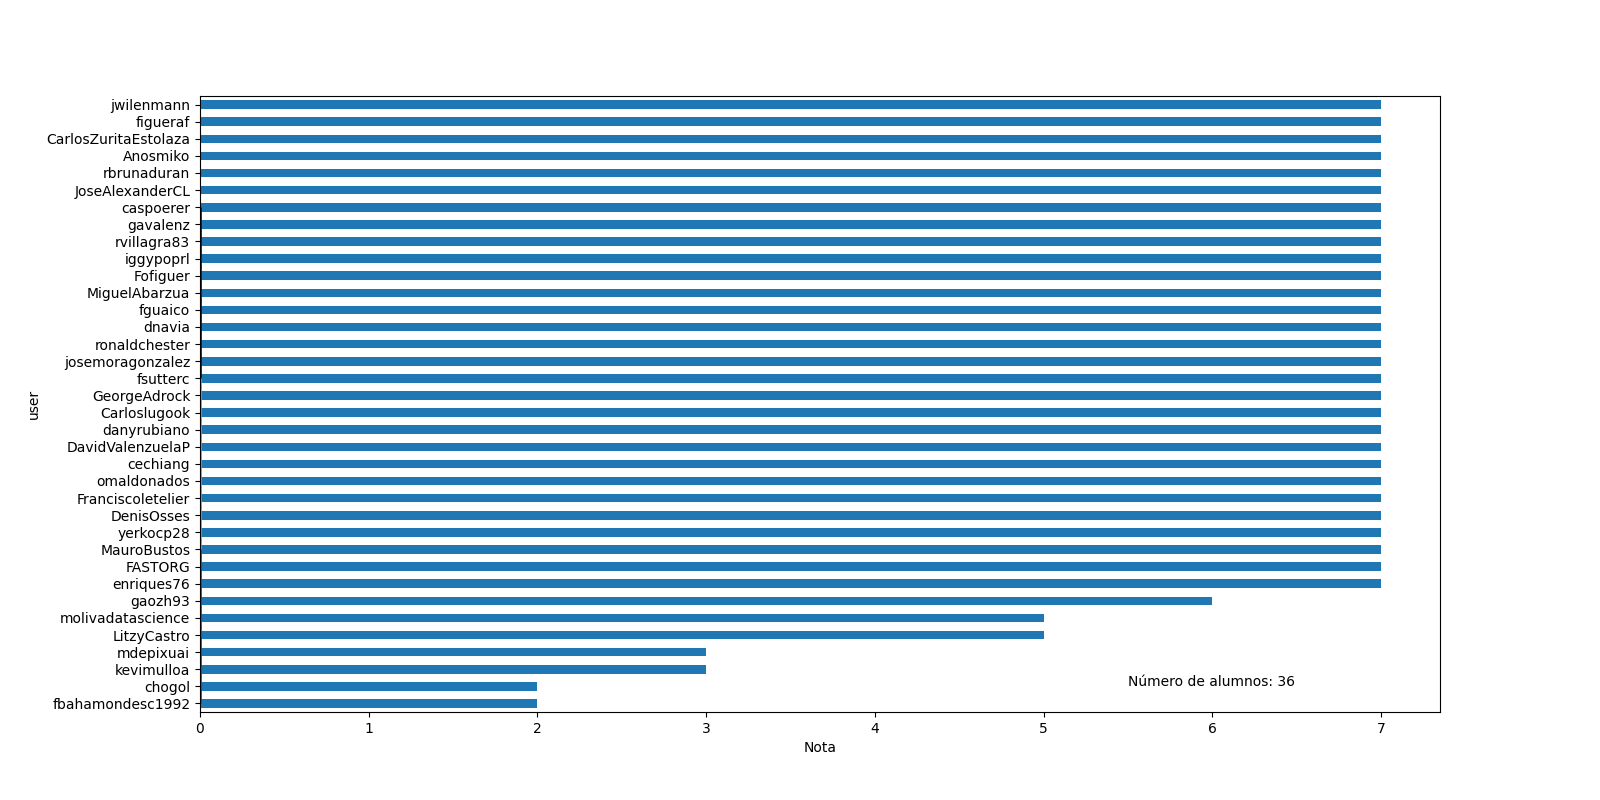 jwilenmann
figueraf
CarlosZuritaEstolaza
Anosmiko
rbrunaduran
JoseAlexanderCL
caspoerer
gavalenz
rvillagra83
iggypoprl
Fofiguer
MiguelAbarzua
fguaico
dnavia
ronaldchester
josemoragonzalez
fsutterc
GeorgeAdrock
Carloslugook
danyrubiano
DavidValenzuelaP
cechiang
omaldonados
Franciscoletelier
DenisOsses
yerkocp28
MauroBustos
FASTORG
enriques76
gaozh93
molivadatascience
LitzyCastro
mdepixuai
kevimulloa
chogol
fbahamondesc1992
user
Número de alumnos: 36
0 1 2 3 4 5 6 7
Nota